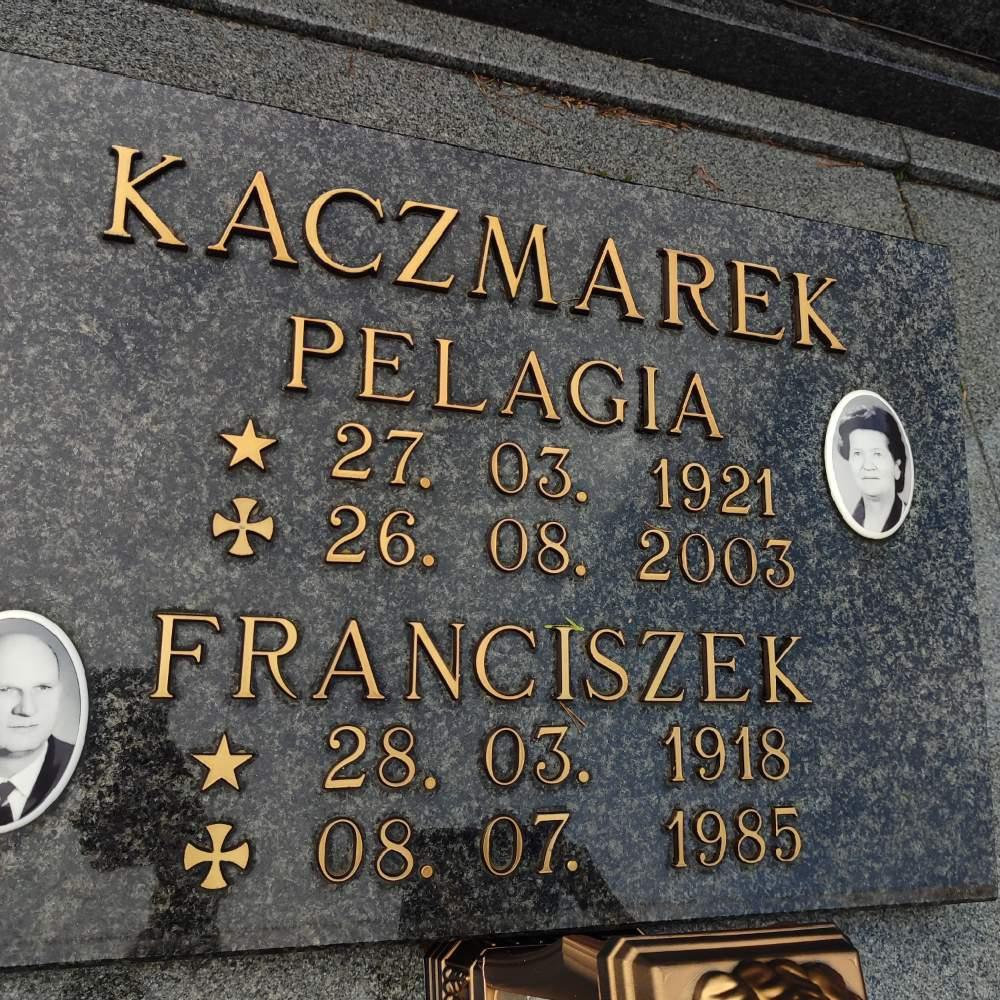 KACZMAREK
PELAGIA
27. 03. 1921
26. 08. 2003
FRANCISZEK
28. 03. 1918
08. 07. 1985